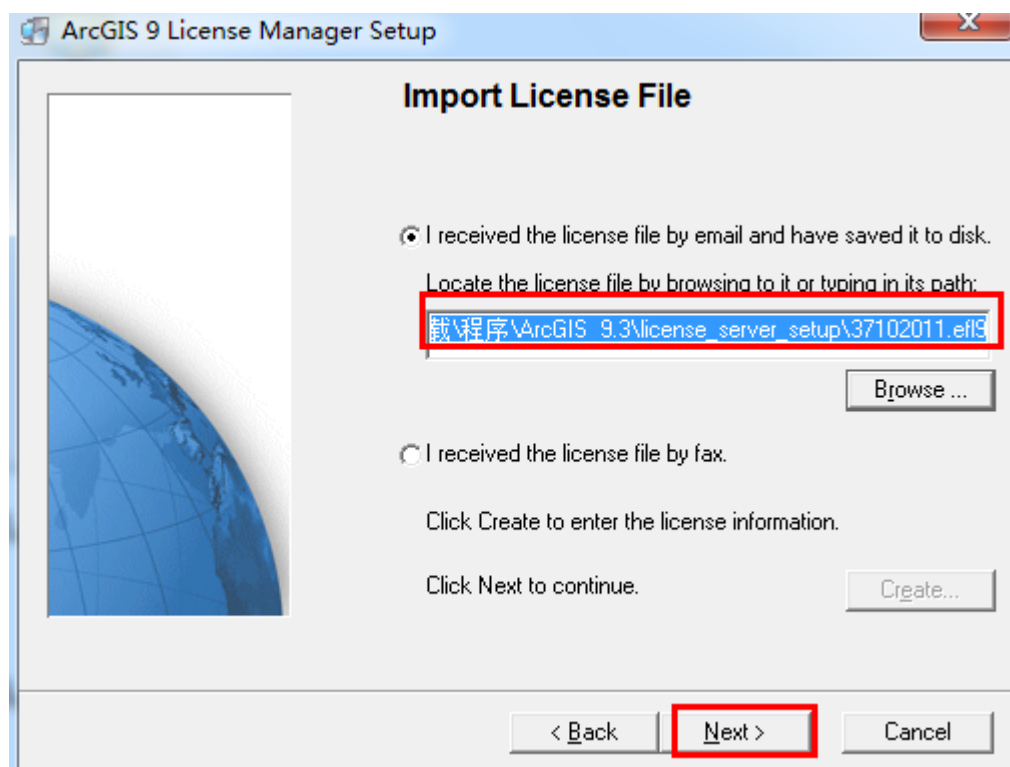 ArcGIS 9 License Manager Setup
Import License File
I received the license file by email and have saved it to disk.
Locate the license file by browsing to it or typing in its path:
载\程序\ArcGIS 9.3\license_server_setup\37102011.efl9
Browse ...
I received the license file by fax.
Click Create to enter the license information.
Click Next to continue.
Create...
< Back
Next >
Cancel